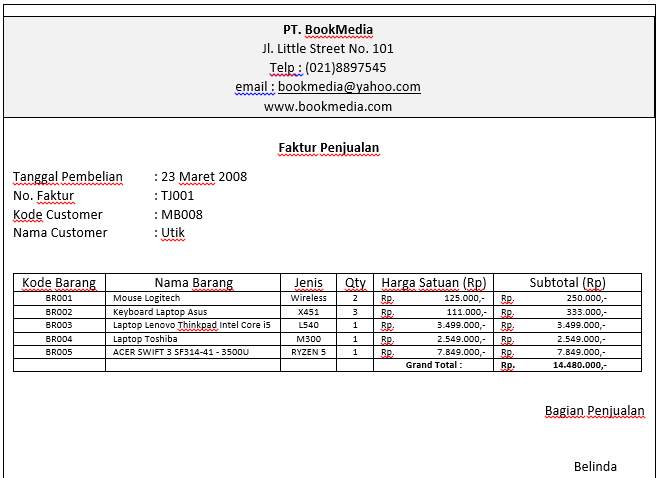 PT. BookMedia
Jl. Little Street No. 101
Telp : (021)8897545
email : bookmedia@yahoo.com
www.bookmedia.com
Faktur Penjualan
Tanggal Pembelian : 23 Maret 2008
No. Faktur : TJ001
Kode Customer : MB008
Nama Customer : Utik
Kode Barang Nama Barang Jenis Qty Harga Satuan (Rp) Subtotal (Rp)
BR001 Mouse Logitech Wireless 2 Rp. 125.000,- Rp. 250.000,-
BR002 Keyboard Laptop Asus X451 3 Rp. 111.000,- Rp. 333.000,-
BR003 Laptop Lenovo Thinkpad Intel Core i5 L540 1 Rp. 3.499.000,- Rp. 3.499.000,-
BR004 Laptop Toshiba M300 1 Rp. 2.549.000,- Rp. 2.549.000,-
BR005 ACER SWIFT 3 SF314-41 - 3500U RYZEN 5 1 Rp. 7.849.000,- Rp. 7.849.000,-
Grand Total : Rp. 14.480.000,-
Bagian Penjualan
Belinda